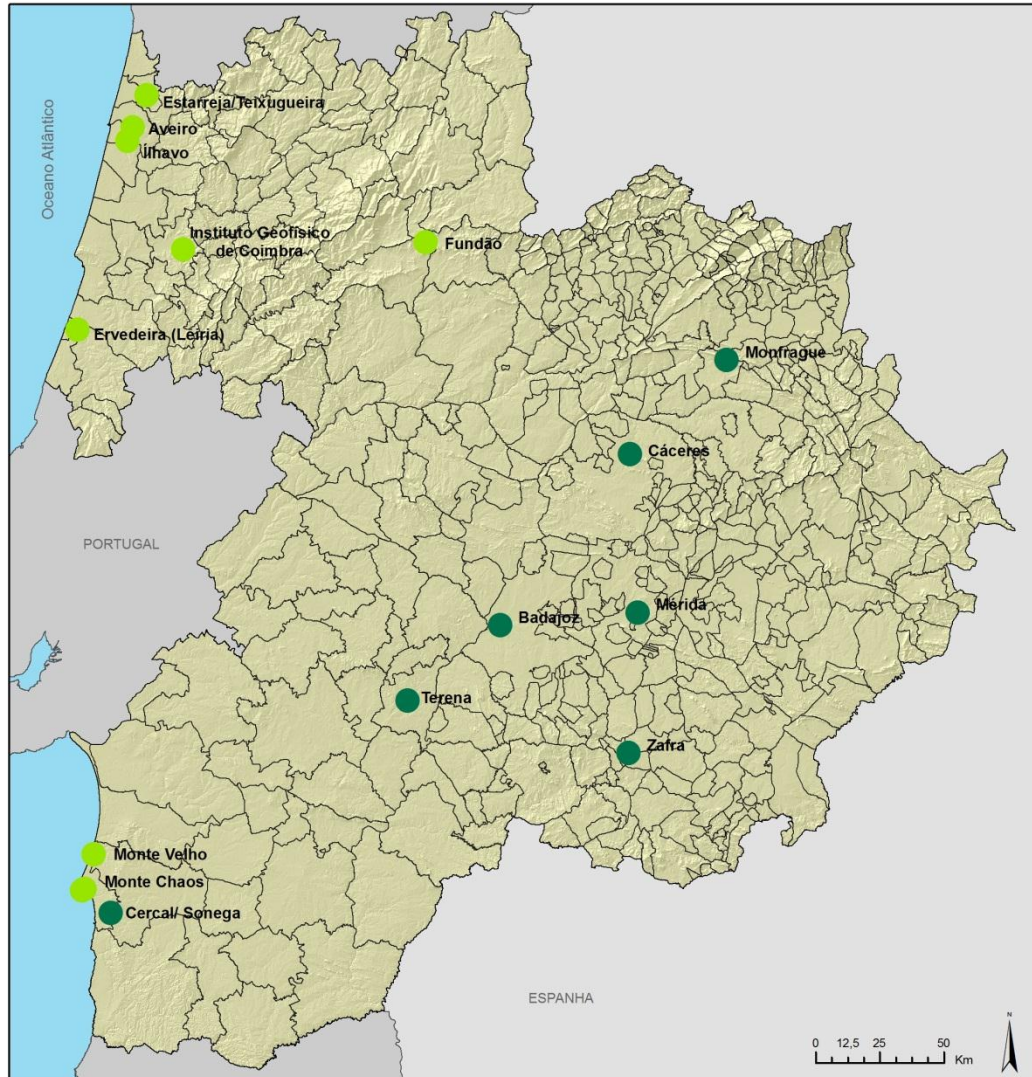 Oceano Atlântico
Estarreja/Teixugueira
Aveiro
Ílhavo
Instituto Geofísico
de Coimbra
Fundão
Ervedeira (Leiria)
Monfrague
Cáceres
PORTUGAL
Mérida
Badajoz
Terena
Zafra
Monte Velho
Monte Chaos
Cercal/ Sonega
ESPANHA
N
0 12,5 25 50
Km